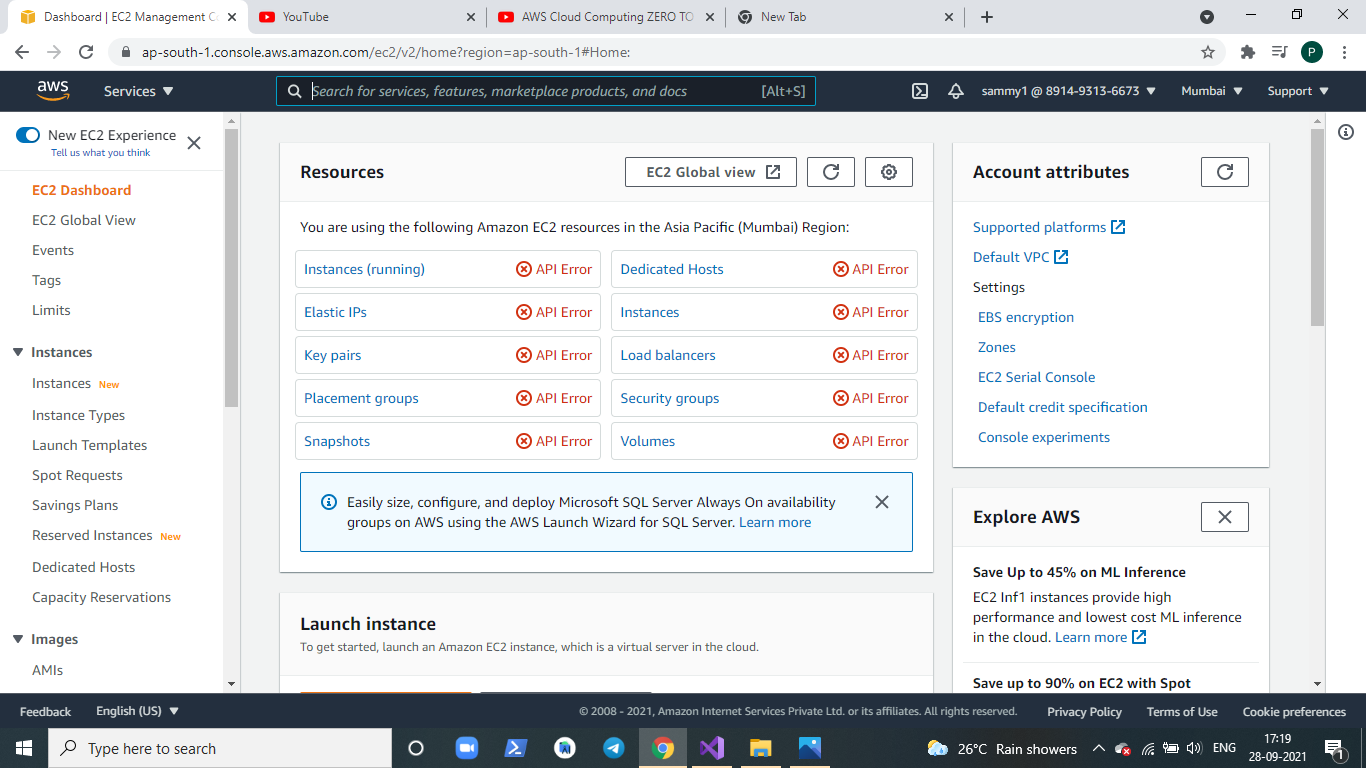 Dashboard | EC2 Management Co
YouTube
AWS Cloud Computing ZERO TO
New Tab
ap-south-1.console.aws.amazon.com/ec2/v2/home?region=ap-south-1#Home:
P
aws
Services
Search for services, features, marketplace products, and docs
[Alt+S]
sammy1 @ 8914-9313-6673
Mumbai
Support
New EC2 Experience
Tell us what you think
EC2 Dashboard
EC2 Global View
Events
Tags
Limits
Instances
Instances New
Instance Types
Launch Templates
Spot Requests
Savings Plans
Reserved Instances New
Dedicated Hosts
Capacity Reservations
Images
AMIs
Resources
EC2 Global view
You are using the following Amazon EC2 resources in the Asia Pacific (Mumbai) Region:
Instances (running) API Error
Dedicated Hosts API Error
Elastic IPs API Error
Instances API Error
Key pairs API Error
Load balancers API Error
Placement groups API Error
Security groups API Error
Snapshots API Error
Volumes API Error
Easily size, configure, and deploy Microsoft SQL Server Always On availability
groups on AWS using the AWS Launch Wizard for SQL Server. Learn more
Launch instance
To get started, launch an Amazon EC2 instance, which is a virtual server in the cloud.
Account attributes
Supported platforms
Default VPC
Settings
EBS encryption
Zones
EC2 Serial Console
Default credit specification
Console experiments
Explore AWS
Save Up to 45% on ML Inference
EC2 Inf1 instances provide high
performance and lowest cost ML inference
in the cloud. Learn more
Save up to 90% on EC2 with Spot
Feedback
English (US)
© 2008 - 2021, Amazon Internet Services Private Ltd. or its affiliates. All rights reserved.
Privacy Policy
Terms of Use
Cookie preferences
Type here to search
26°C Rain showers
ENG
17:19
28-09-2021
1